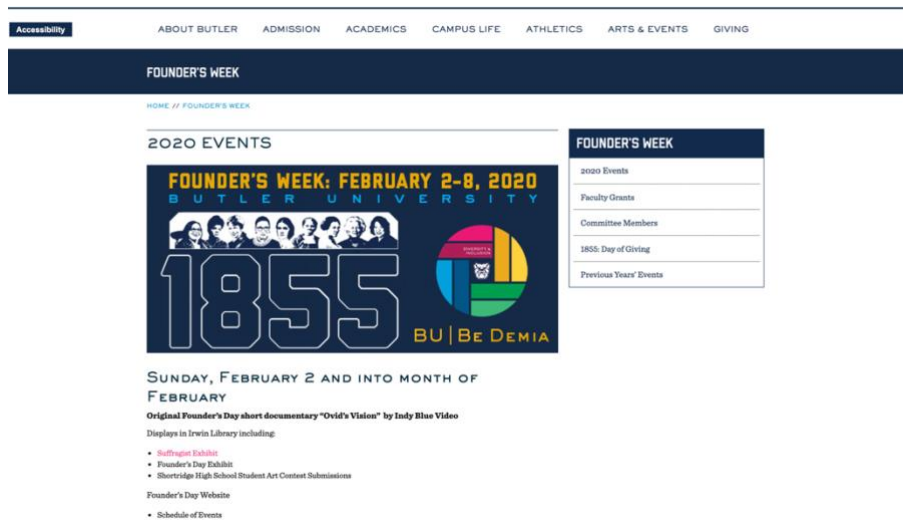 Accessibility
ABOUT BUTLER ADMISSION ACADEMICS CAMPUS LIFE ATHLETICS ARTS & EVENTS GIVING
FOUNDER'S WEEK
HOME // FOUNDER'S WEEK
2020 EVENTS
FOUNDER'S WEEK: FEBRUARY 2-8, 2020
BUTLER UNIVERSITY
DIVERSITY &
INCLUSION
1855
BU|BE DEMIA
SUNDAY, FEBRUARY 2 AND INTO MONTH OF
FEBRUARY
Original Founder's Day short documentary "Ovid's Vision" by Indy Blue Video
Displays in Irwin Library including:
• Suffragist Exhibit
• Founder's Day Exhibit
• Shortridge High School Student Art Contest Submissions
Founder's Day Website
• Schedule of Events
FOUNDER'S WEEK
2020 Events
Faculty Grants
Committee Members
1855: Day of Giving
Previous Years' Events